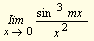 lim x → 0 sin ³ mx / x ²